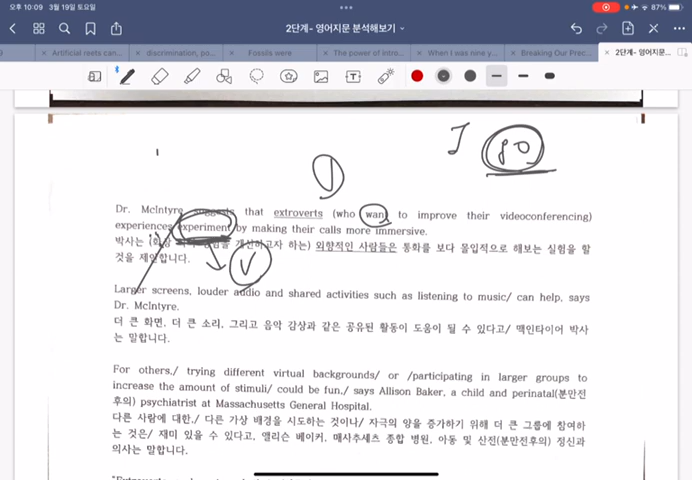 오후 10:09 3월 19일 토요일
87%
2단계- 영어지문 분석해보기
Artificial reefs can...
discrimination, po...
Fossils were
The power of intro...
When I was nine y...
Breaking Our Prec...
2단계- 영어지문 분석해보...
80
Dr. McIntyre suggests that extroverts (who want to improve their videoconferencing)
experiences experiment by making their calls more immersive.
박사는 개선하고자 하는) 외향적인 사람들은 통화를 보다 몰입적으로 해보는 실험을 할
것을 제안합니다.
V
Larger screens, louder audio and shared activities such as listening to music/ can help, says
Dr. McIntyre.
더 큰 화면, 더 큰 소리, 그리고 음악 감상과 같은 공유된 활동이 도움이 될 수 있다고/ 맥인타이어 박사
는 말합니다.
For others,/ trying different virtual backgrounds/ or /participating in larger groups to
increase the amount of stimuli/ could be fun,/ says Allison Baker, a child and perinatal(분만전
후의) psychiatrist at Massachusetts General Hospital.
다른 사람에 대한,/ 다른 가상 배경을 시도하는 것이나/ 자극의 양을 증가하기 위해 더 큰 그룹에 참여하
는 것은/ 재미 있을 수 있다고, 앨리슨 베이커, 매사추세츠 종합 병원, 아동 및 산전(분만전후의) 정신과
의사는 말합니다.